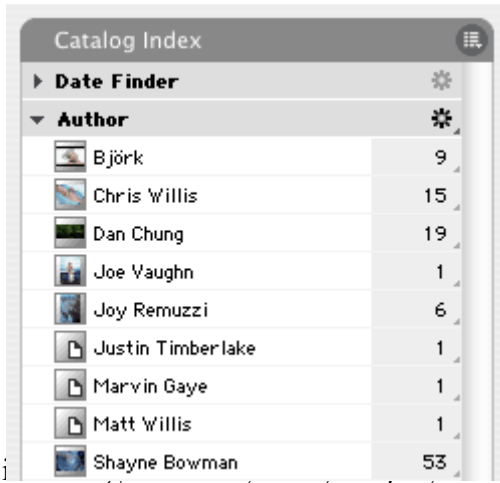 Catalog Index
Date Finder
Author
Björk 9
Chris Willis 15
Dan Chung 19
Joe Vaughn 1
Joy Remuzzi 6
Justin Timberlake 1
Marvin Gaye 1
Matt Willis 1
Shayne Bowman 53